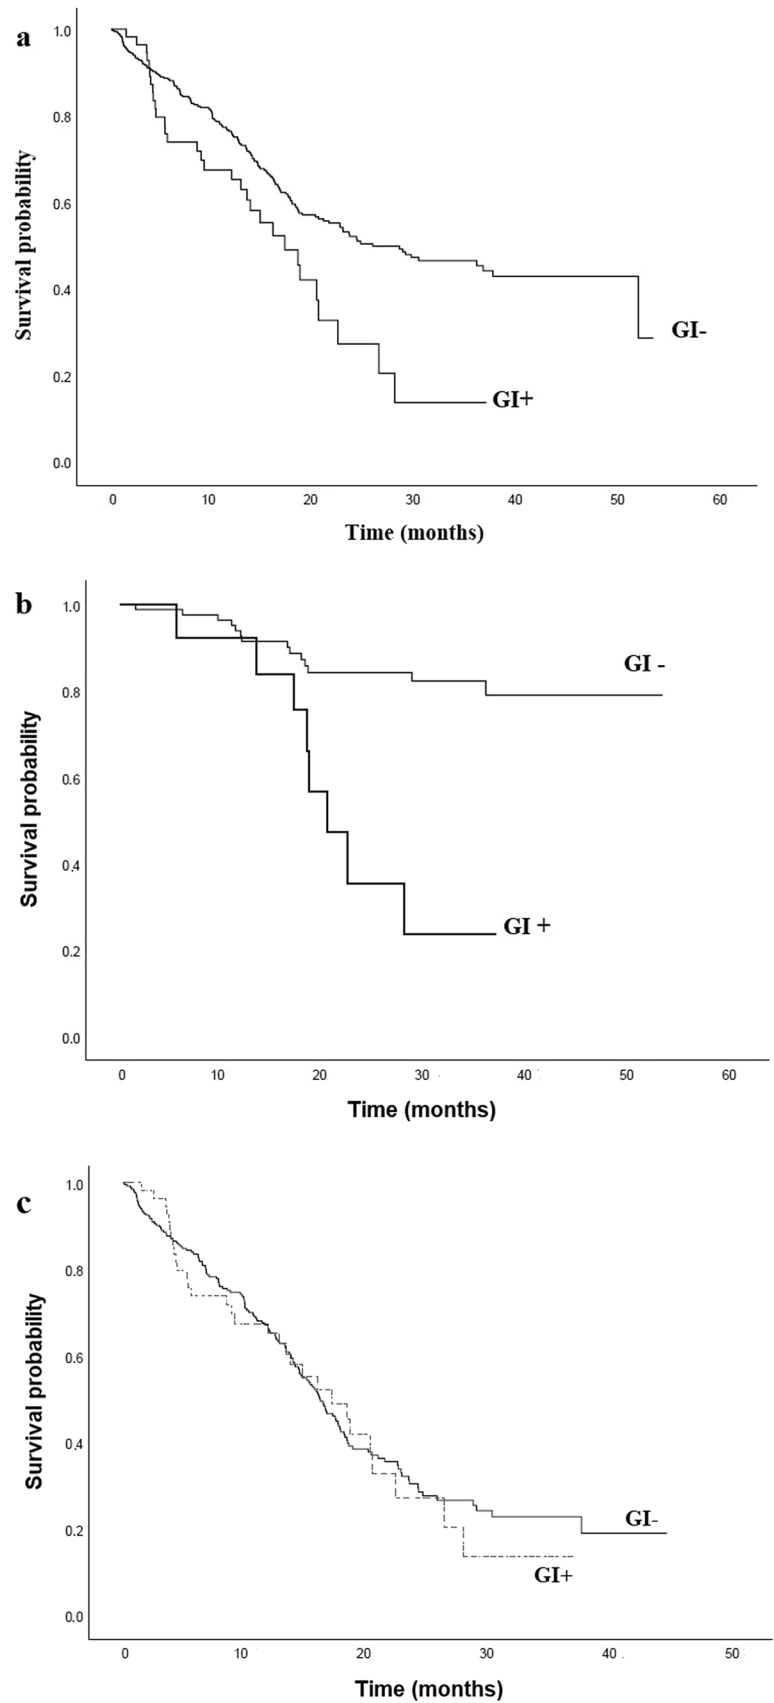 a
1.0
0.8
0.6
0.4
0.2
0.0
Survival probability
GI-
GI+
0 10 20 30 40 50 60
Time (months)
b
1.0
0.8
0.6
0.4
0.2
0.0
Survival probability
GI -
GI +
0 10 20 30 40 50 60
Time (months)
c
1.0
0.8
0.6
0.4
0.2
0.0
Survival probability
GI-
GI+
0 10 20 30 40 50
Time (months)